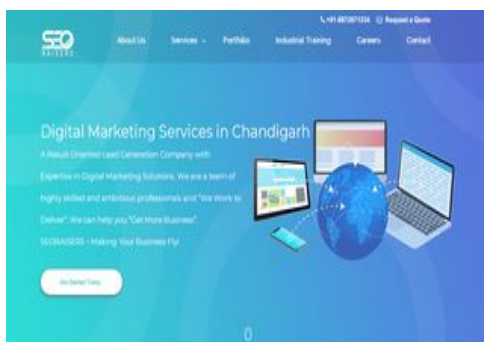 +91-9872671334 Request a Quote
SEO
RAISERS
About Us Services Portfolio Industrial Training Careers Contact
Digital Marketing Services in Chandigarh
A Result Oriented Lead Generation Company with
Expertise in Digital Marketing Solutions. We are a team of
highly skilled and ambitious professionals and "We Work to
Deliver". We can help you "Get More Business".
SEORAISERS - Making Your Business Fly!
Get Started Today